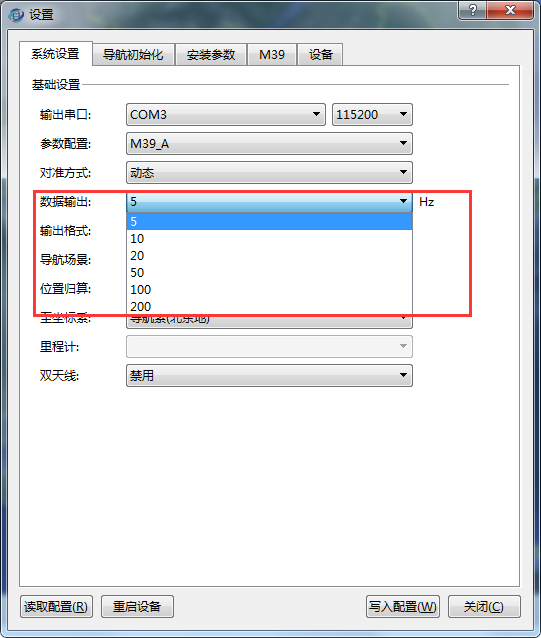 设置
系统设置 导航初始化 安装参数 M39 设备
基础设置
输出串口: COM3 115200
参数配置: M39_A
对准方式: 动态
数据输出: 5 Hz
5
输出格式:
10
20
导航场景:
50
位置归算:
100
200
至坐标系: 导航系(北东地)
里程计:
双天线: 禁用
读取配置(R) 重启设备 写入配置(W) 关闭(C)